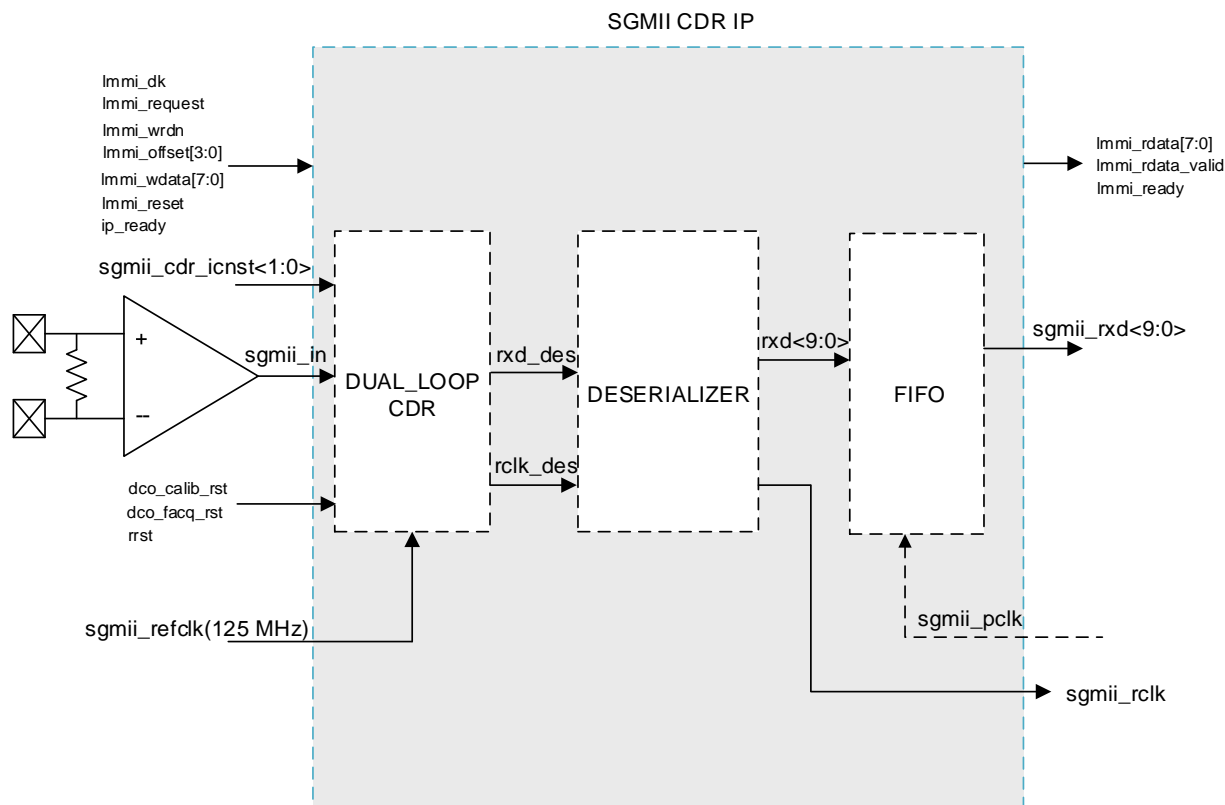 SGMII CDR IP
lmmi_clk
lmmi_request
lmmi_wrdn
lmmi_offset[3:0]
lmmi_wdata[7:0]
lmmi_reset
ip_ready
lmmi_rdata[7:0]
lmmi_rdata_valid
lmmi_ready
sgmii_cdr_icnst<1:0>
+
--
sgmii_in
DUAL_LOOP
CDR
rxd_des
rclk_des
DESERIALIZER
rxd<9:0>
FIFO
sgmii_rxd<9:0>
dco_calib_rst
dco_facq_rst
rrst
sgmii_refclk(125 MHz)
sgmii_pclk
sgmii_rclk